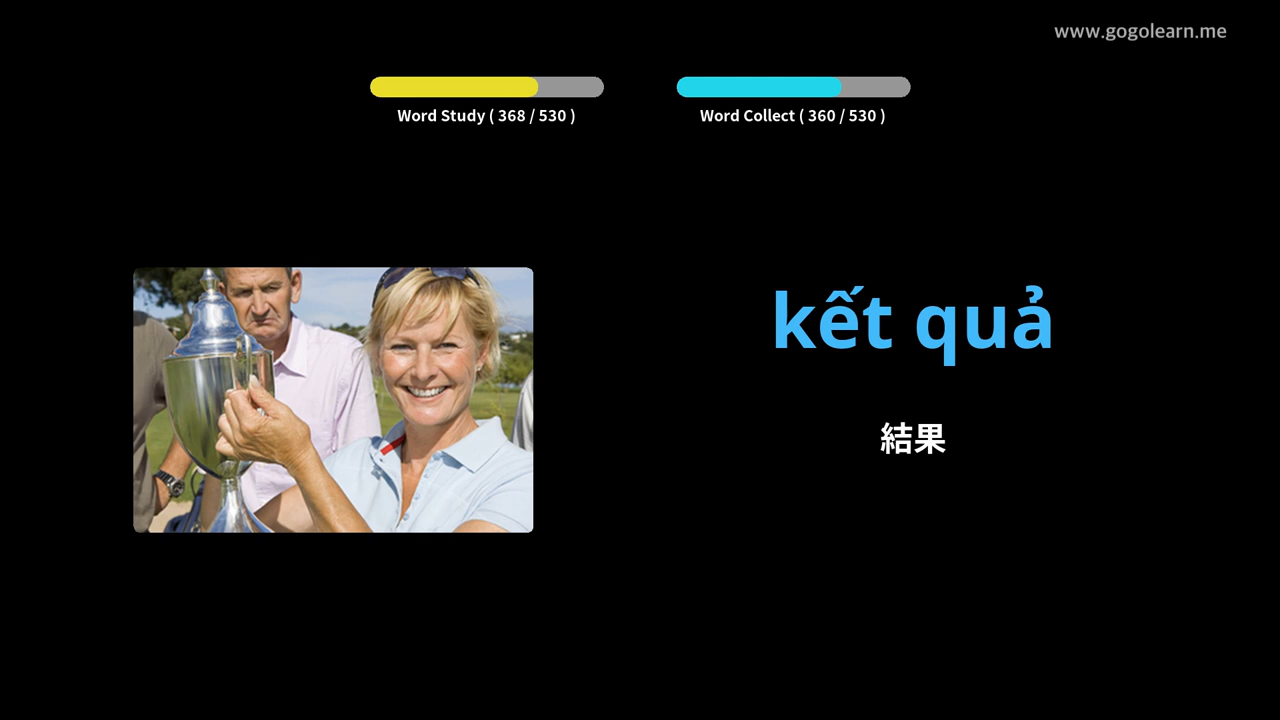 www.gogolearn.me
Word Study ( 368 / 530 )
Word Collect ( 360 / 530 )
kết quả
結果